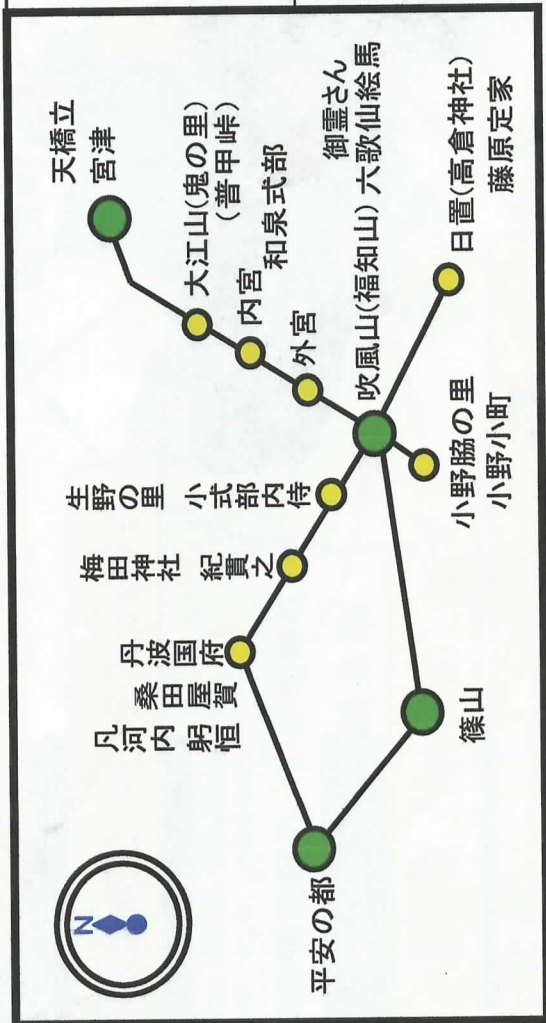 天橋立
宮津
大江山(鬼の里)
(普甲峠)
内宮
和泉式部
外宮
御霊さん
吹風山(福知山) 六歌仙絵馬
日置(高倉神社)
藤原定家
小野脇の里
小野小町
生野の里 小式部内侍
梅田神社 紀貫之
丹波国府
桑田屋賀
凡河内 躬恒
篠山
平安の都
N